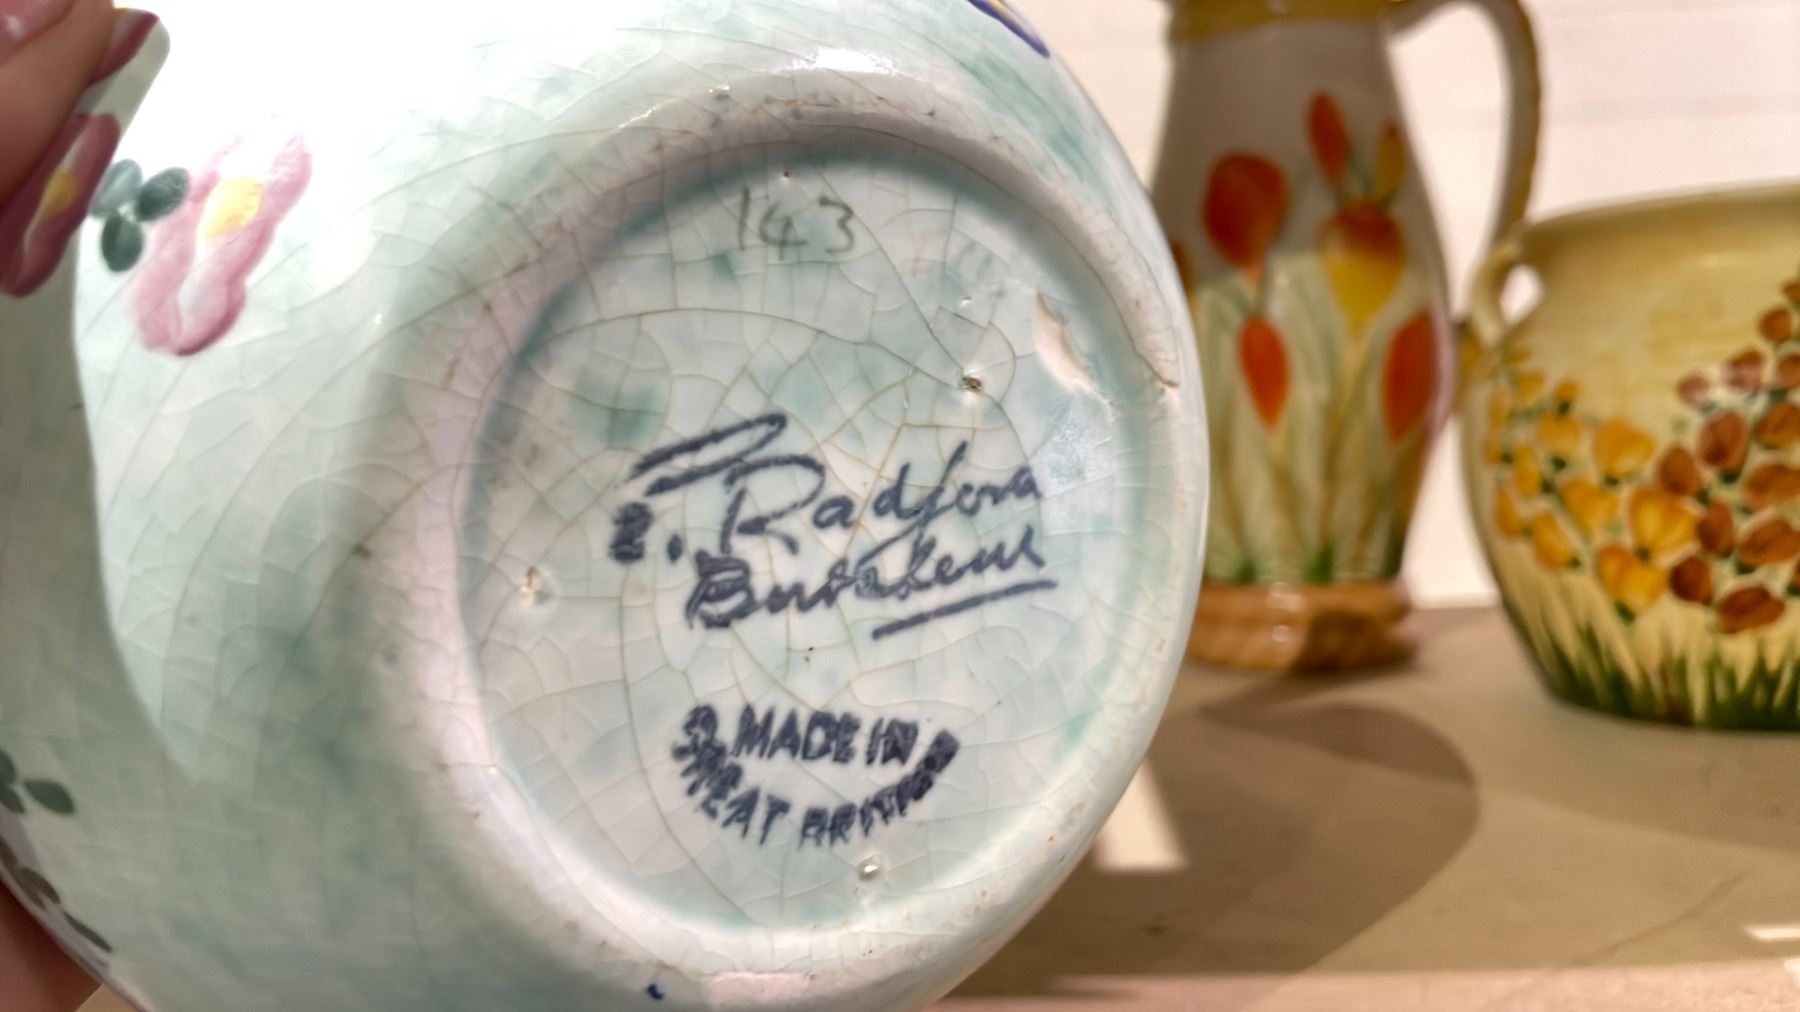 143
E. Radford
Burslem
MADE IN
GREAT BRITAIN